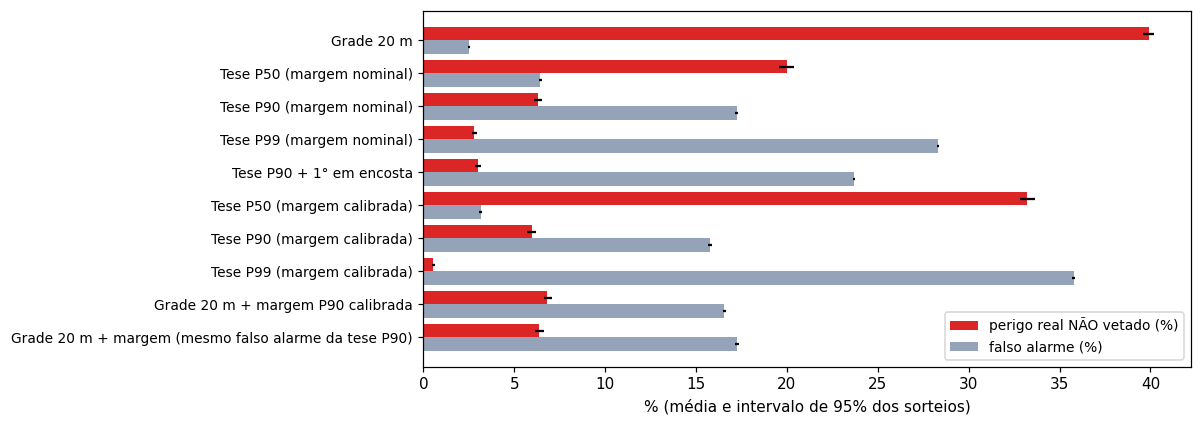 Grade 20 m
Tese P50 (margem nominal)
Tese P90 (margem nominal)
Tese P99 (margem nominal)
Tese P90 + 1° em encosta
Tese P50 (margem calibrada)
Tese P90 (margem calibrada)
Tese P99 (margem calibrada)
Grade 20 m + margem P90 calibrada
Grade 20 m + margem (mesmo falso alarme da tese P90)
perigo real NÃO vetado (%)
falso alarme (%)
0 5 10 15 20 25 30 35 40
% (média e intervalo de 95% dos sorteios)